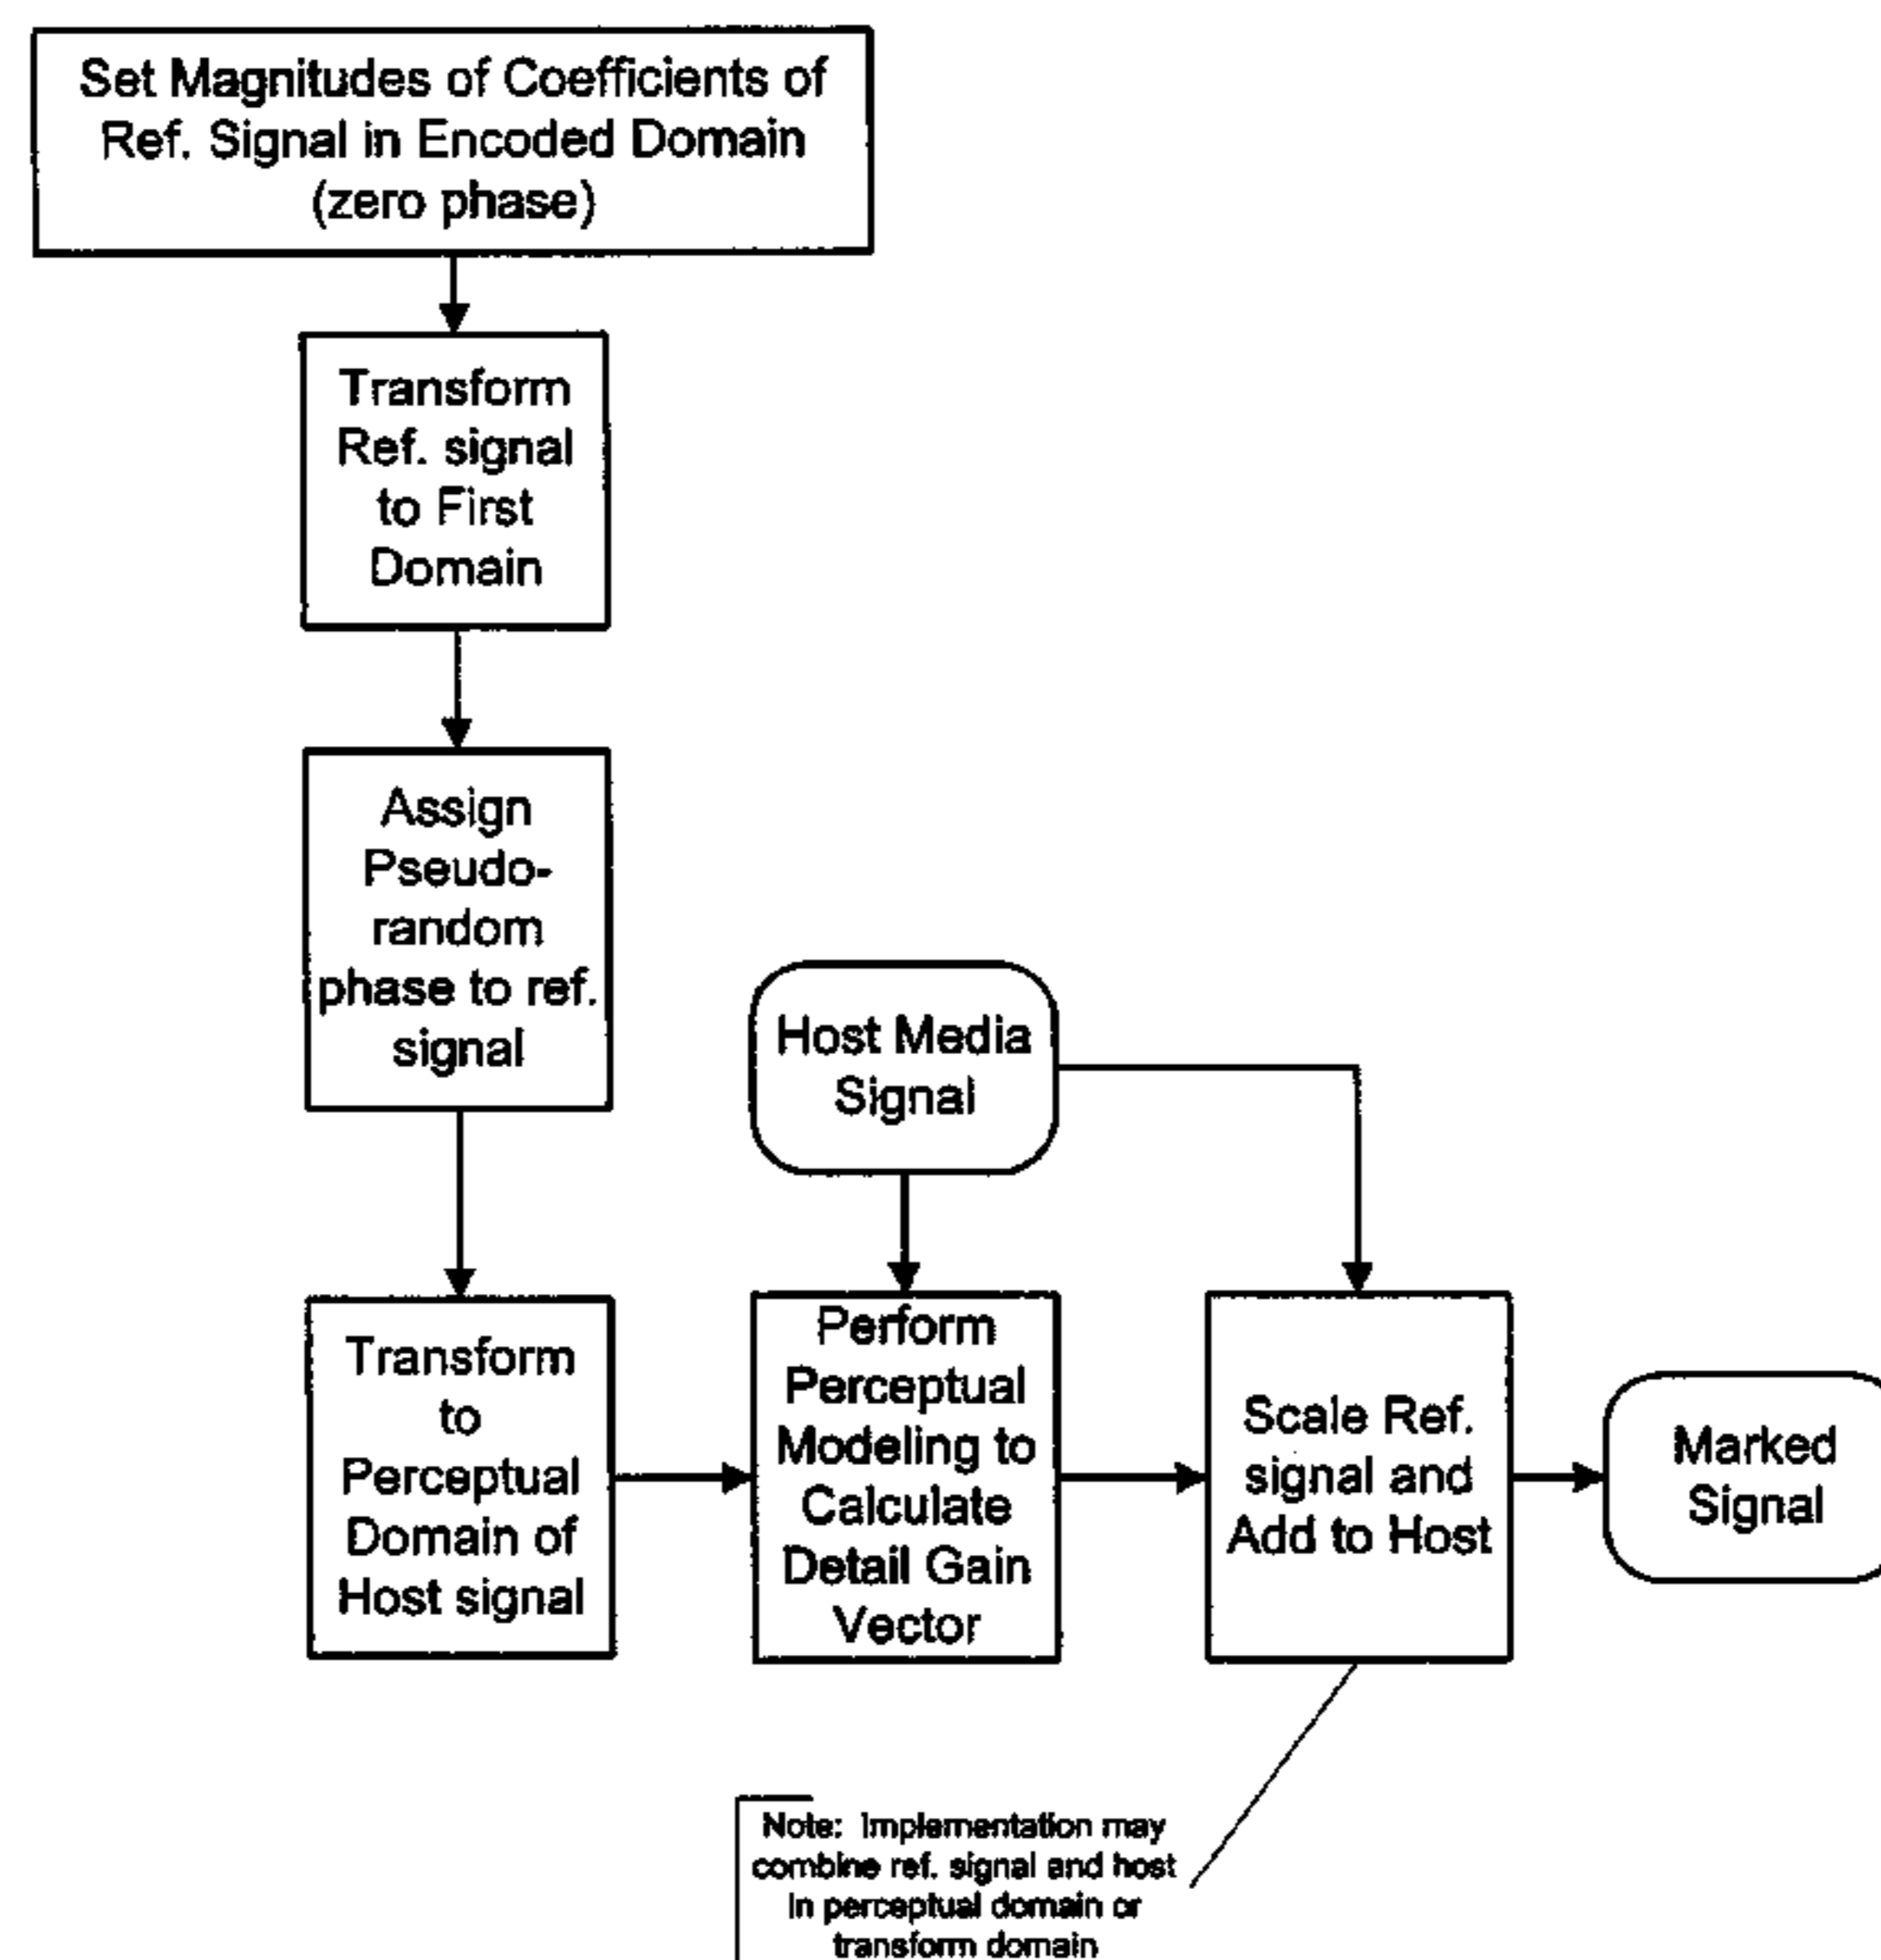 Set Magnitudes of Coefficients of
Ref. Signal in Encoded Domain
(zero phase)
Transform
Ref. signal
to First
Domain
Assign
Pseudo-
random
phase to ref.
signal
Host Media
Signal
Transform
to
Perceptual
Domain of
Host signal
Perform
Perceptual
Modeling to
Calculate
Detail Gain
Vector
Scale Ref.
signal and
Add to Host
Marked
Signal
Note: Implementation may
combine ref. signal and host
in perceptual domain or
transform domain